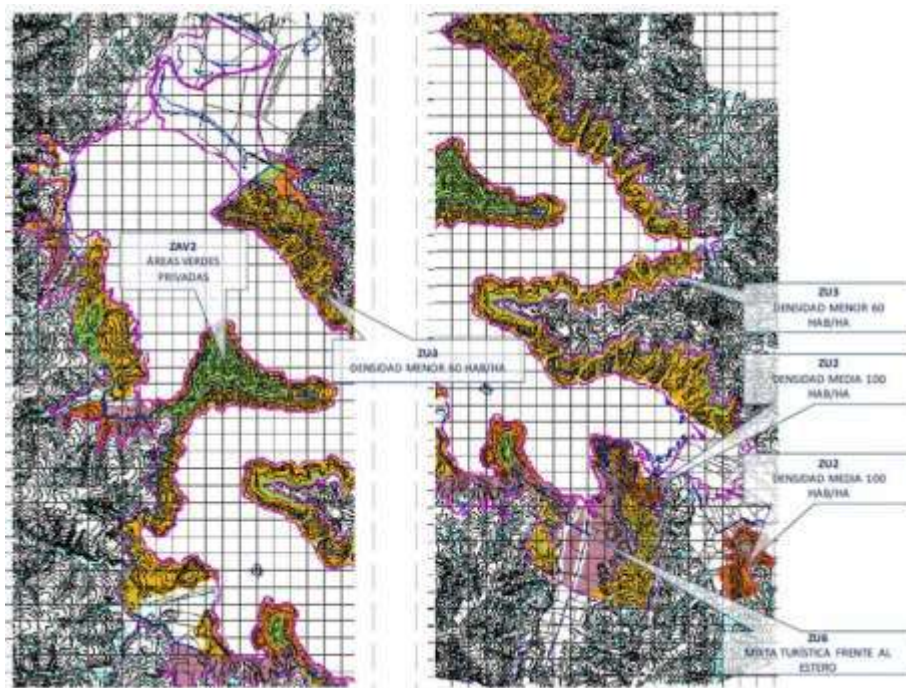 ZAV2
ÁREAS VERDES
PRIVADAS
ZU3
DENSIDAD MENOR 60 HAB/HA
ZU3
DENSIDAD MENOR 60
HAB/HA
ZU2
DENSIDAD MEDIA 100
HAB/HA
ZU2
DENSIDAD MEDIA 100
HAB/HA
ZU6
MIXTA TURÍSTICA FRENTE AL
ESTERO